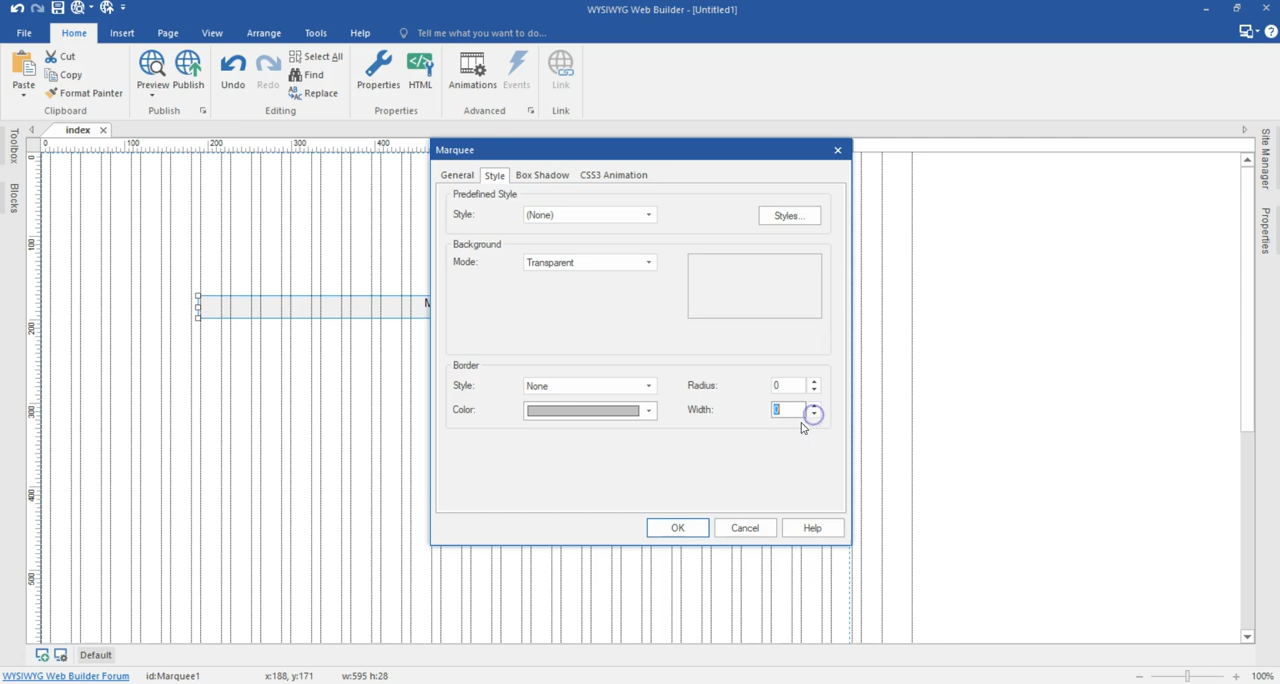 WYSIWYG Web Builder - [Untitled1]
File Home Insert Page View Arrange Tools Help Tell me what you want to do...
Paste
Cut
Copy
Format Painter
Clipboard
Preview Publish
Publish
Undo Redo
Select All
Find
Replace
Editing
Properties HTML
Properties
Animations Events
Advanced
Link
Link
index
0 100 200 300 400
0
100
200
300
400
500
Toolbox
Blocks
Site Manager
Properties
M
Marquee
General Style Box Shadow CSS3 Animation
Predefined Style
Style: (None) Styles...
Background
Mode: Transparent
Border
Style: None Radius: 0
Color: Width: 0
OK Cancel Help
Default
WYSIWYG Web Builder Forum id:Marquee1 x:188, y:171 w:595 h:28 100%